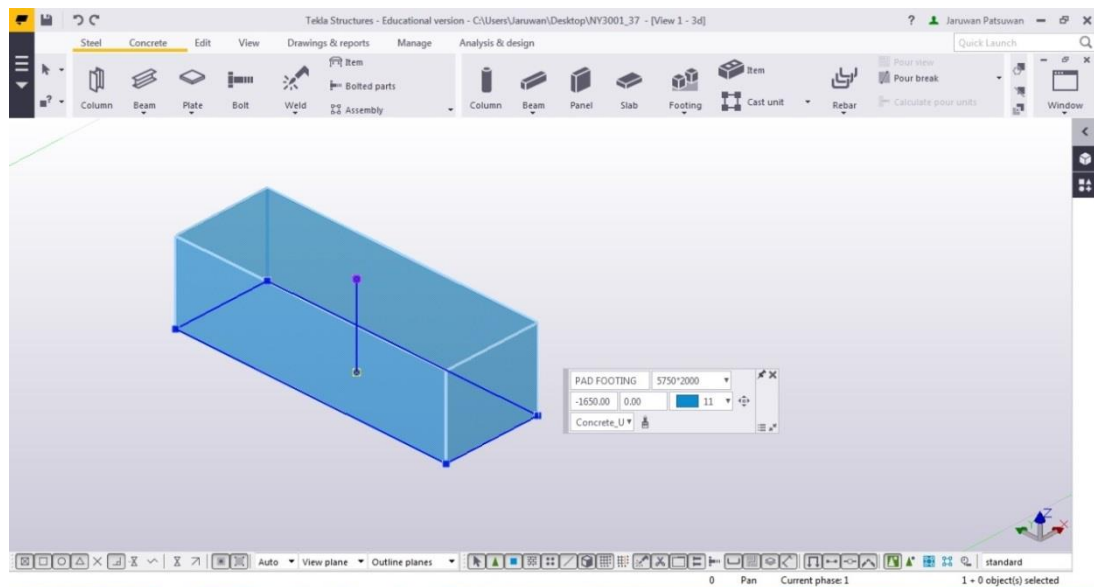 Tekla Structures - Educational version - C:\Users\Jaruwan\Desktop\NY3001_37 - [View 1 - 3d]
? Jaruwan Patsuwan
Steel Concrete Edit View Drawings & reports Manage Analysis & design
Quick Launch
Item
Bolted parts
Assembly
Column Beam Plate Bolt Weld
Column Beam Panel Slab Footing
Item
Cast unit
Rebar
Pour view
Pour break
Calculate pour units
Window
PAD FOOTING 5750*2000
-1650.00 0.00 11
Concrete_U
Z
Auto View plane Outline planes standard
0 Pan Current phase: 1 1 + 0 object(s) selected